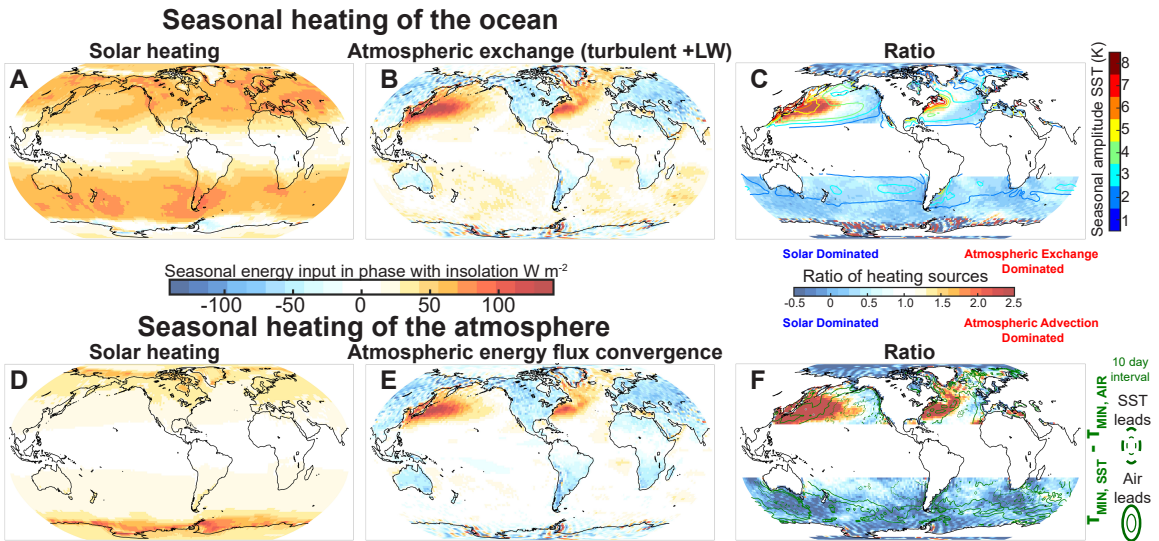 Seasonal heating of the ocean
Solar heating
Atmospheric exchange (turbulent +LW)
Ratio
A
B
C
Seasonal amplitude SST (K)
8
7
6
5
4
3
2
1
Solar Dominated
Atmospheric Exchange
Dominated
Seasonal energy input in phase with insolation W m-2
-100
-50
0
50
100
Ratio of heating sources
-0.5
0
0.5
1.0
1.5
2.0
2.5
Solar Dominated
Atmospheric Advection
Dominated
Seasonal heating of the atmosphere
Solar heating
Atmospheric energy flux convergence
Ratio
D
E
F
TMIN, SST - TMIN, AIR
10 day
interval
SST
leads
Air
leads